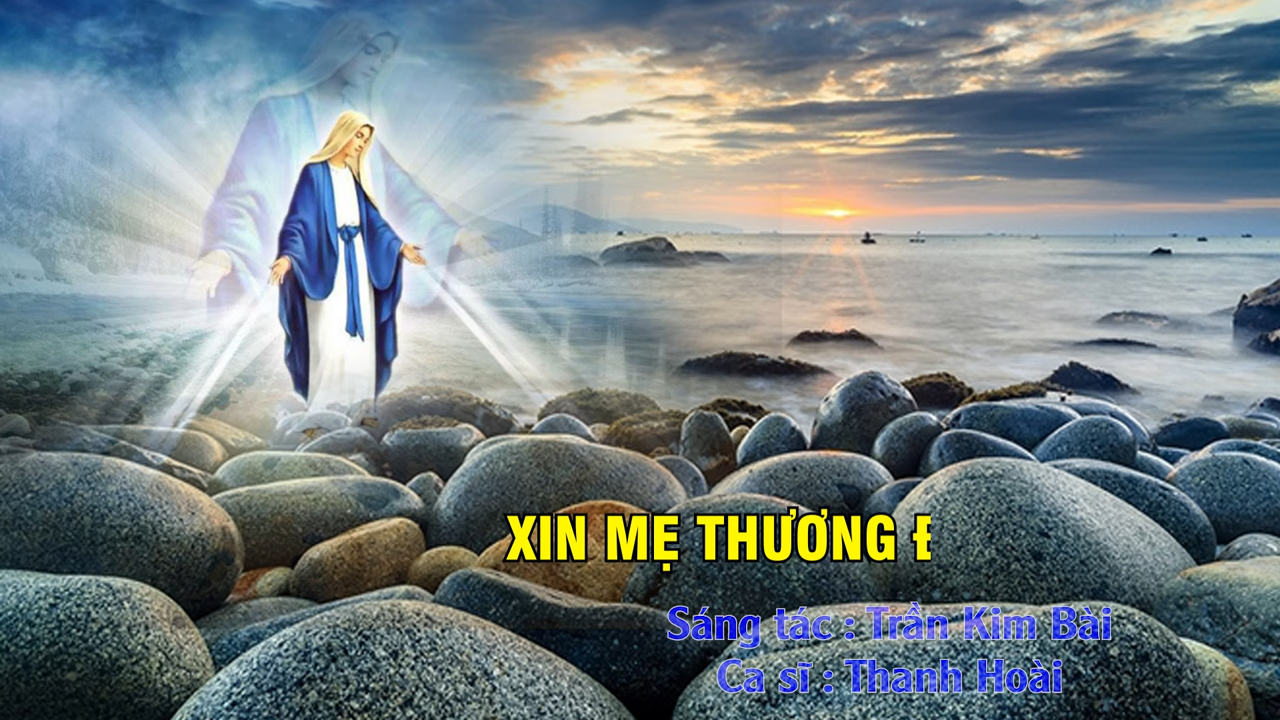 XIN MẸ THƯƠNG
Sáng tác : Trần Kim Bài
Ca sĩ : Thanh Hoài